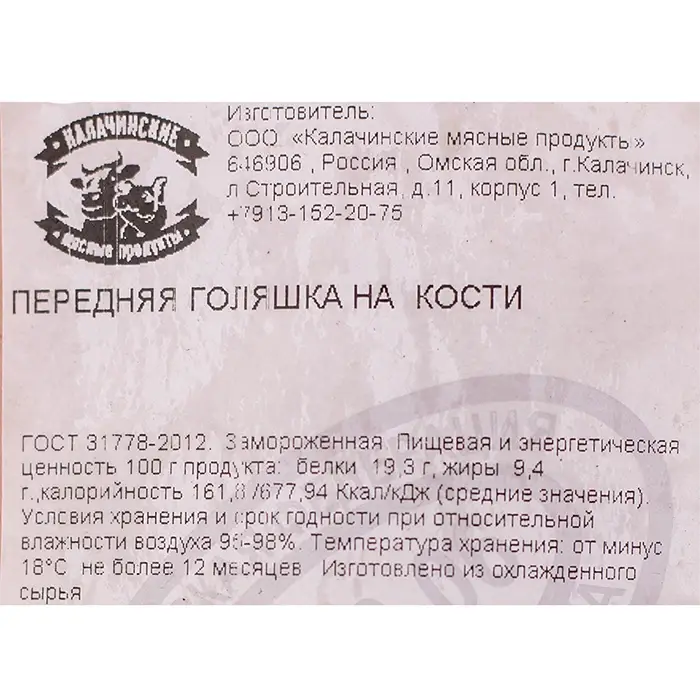 КАЛАЧИНСКИЕ
мясные продукты
Изготовитель:
ООО «Калачинские мясные продукты»
646906 , Россия , Омская обл., г.Калачинск,
л Строительная, д.11, корпус 1, тел.
+7913-152-20-75
ПЕРЕДНЯЯ ГОЛЯШКА НА КОСТИ
ГОСТ 31778-2012. Замороженная. Пищевая и энергетическая
ценность 100 г продукта: белки 19,3 г, жиры 9,4
г.,калорийность 161,8 /677,94 Ккал/кДж (средние значения).
Условия хранения и срок годности при относительной
влажности воздуха 95-98%. Температура хранения: от минус
18°С не более 12 месяцев Изготовлено из охлажденного
сырья